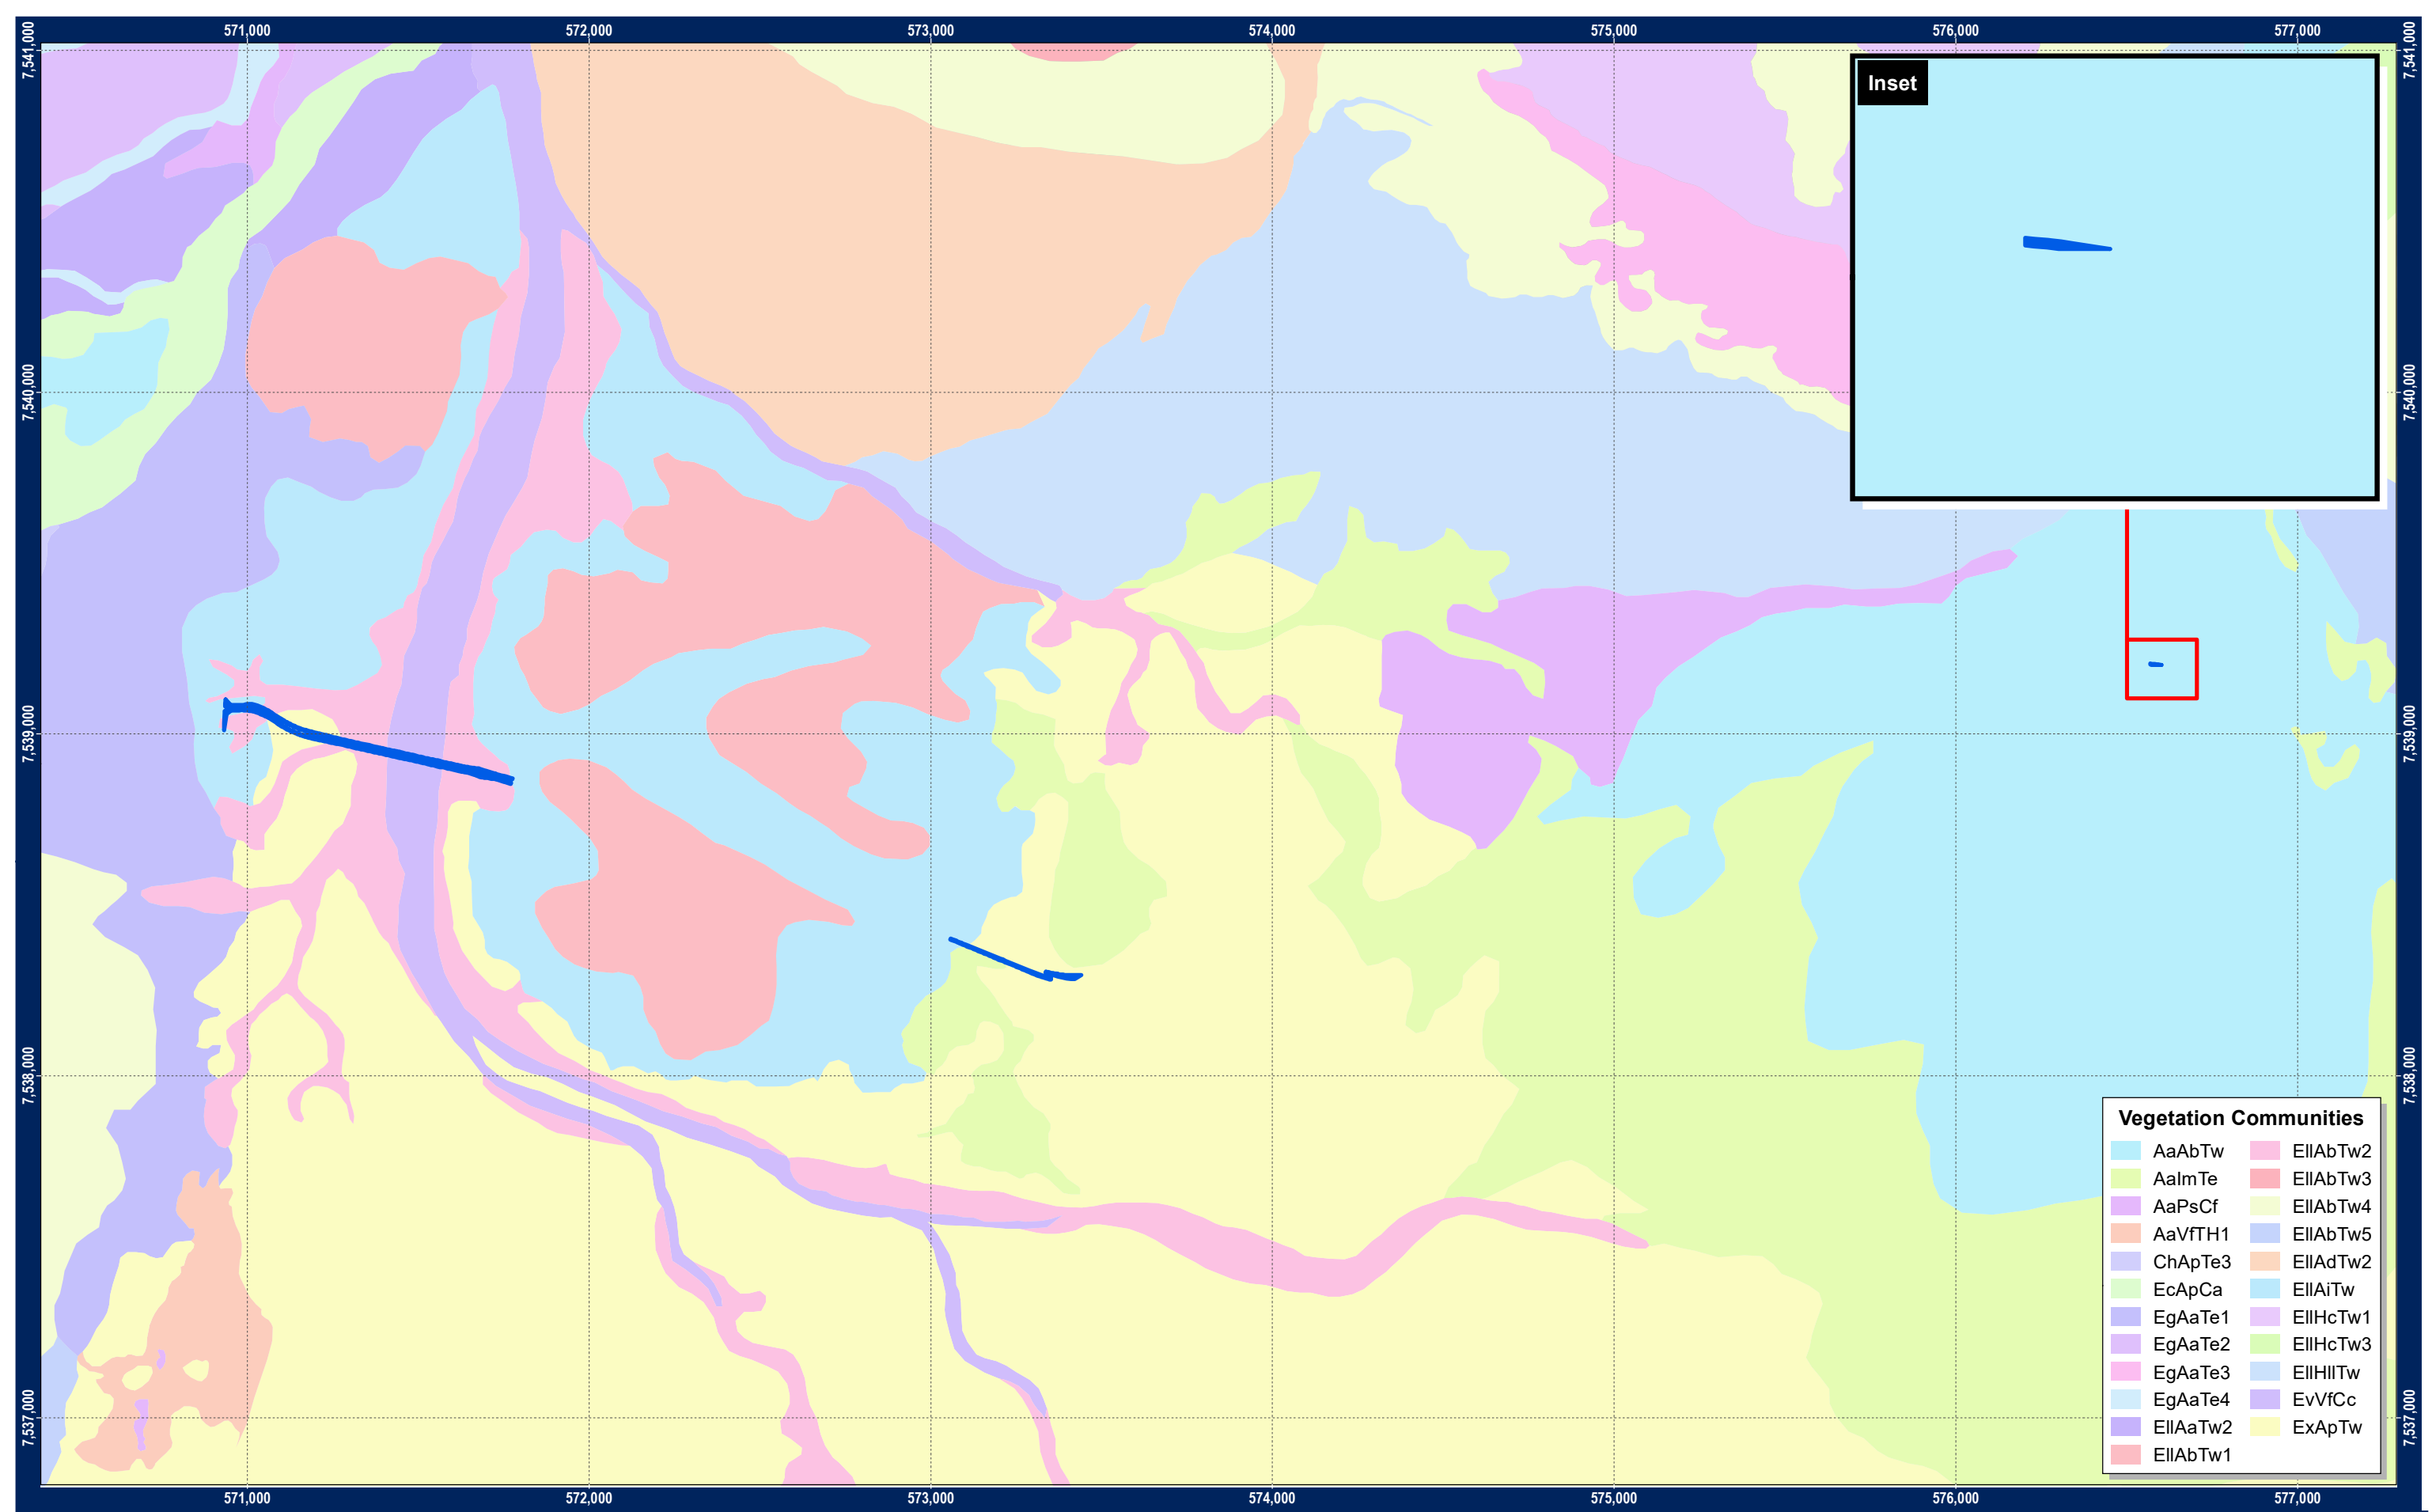 571,000 572,000 573,000 574,000 575,000 576,000 577,000
7,541,000 7,541,000
Inset
7,540,000 7,540,000
7,539,000 7,539,000
7,538,000 7,538,000
Vegetation Communities
AaAbTw EllAbTw2
AaImTe EllAbTw3
AaPsCf EllAbTw4
AaVfTH1 EllAbTw5
ChApTe3 EllAdTw2
EcApCa EllAiTw
EgAaTe1 EllHcTw1
EgAaTe2 EllHcTw3
EgAaTe3 EllHllTw
EgAaTe4 EvVfCc
EllAaTw2 ExApTw
EllAbTw1
7,537,000 7,537,000
571,000 572,000 573,000 574,000 575,000 576,000 577,000